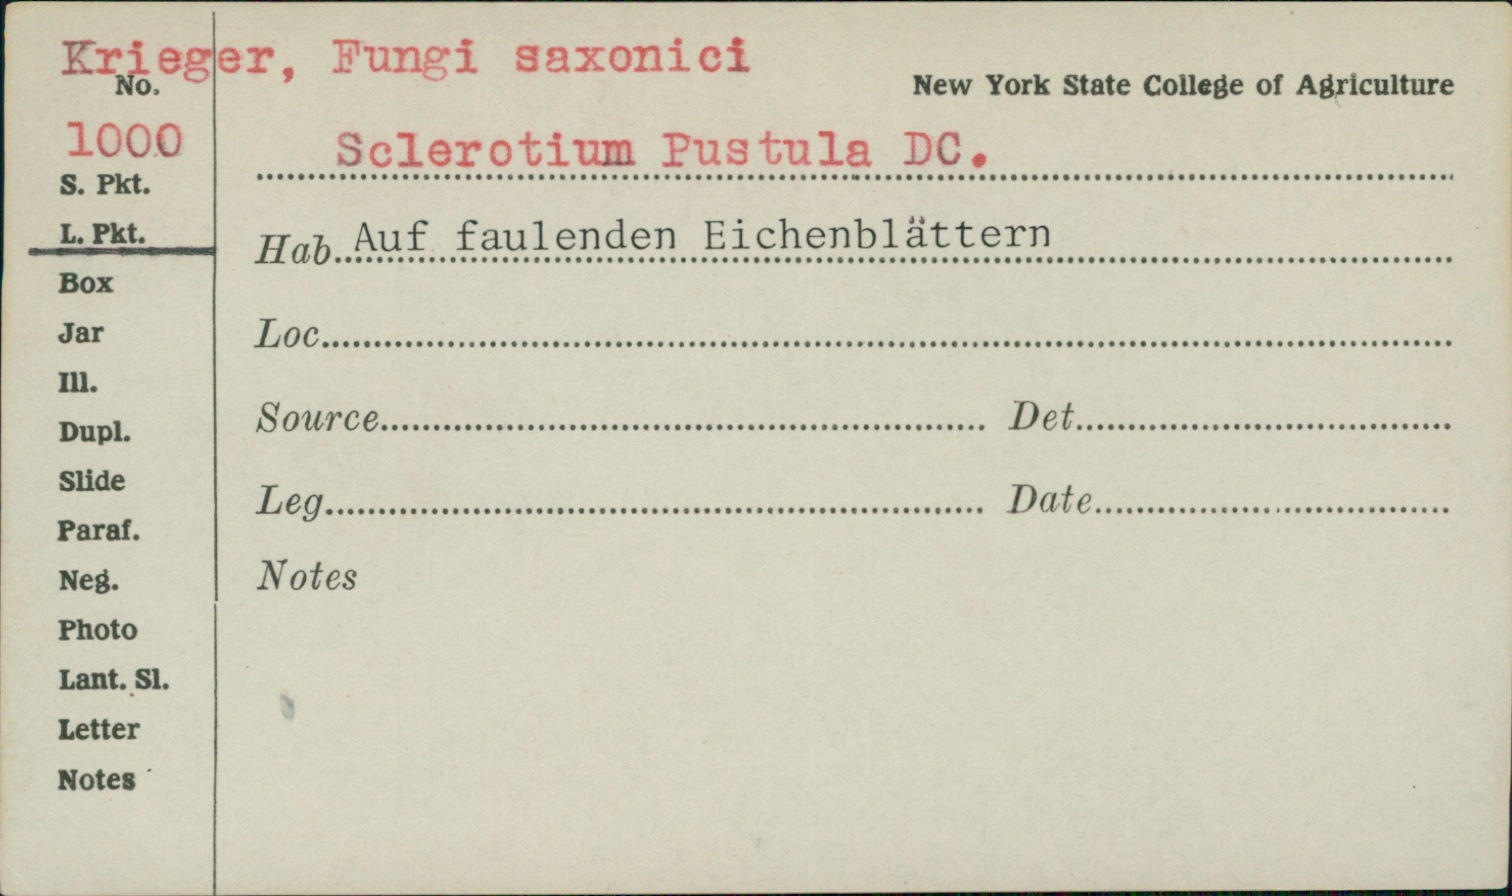 Krieger, Fungi saxonici
No.
New York State College of Agriculture
1000
Sclerotium Pustula DC.
S. Pkt.
L. Pkt.
Hab. Auf faulenden Eichenblättern
Box
Jar
Loc.
Ill.
Dupl.
Source Det.
Slide
Leg. Date
Paraf.
Neg.
Notes
Photo
Lant. Sl.
Letter
Notes